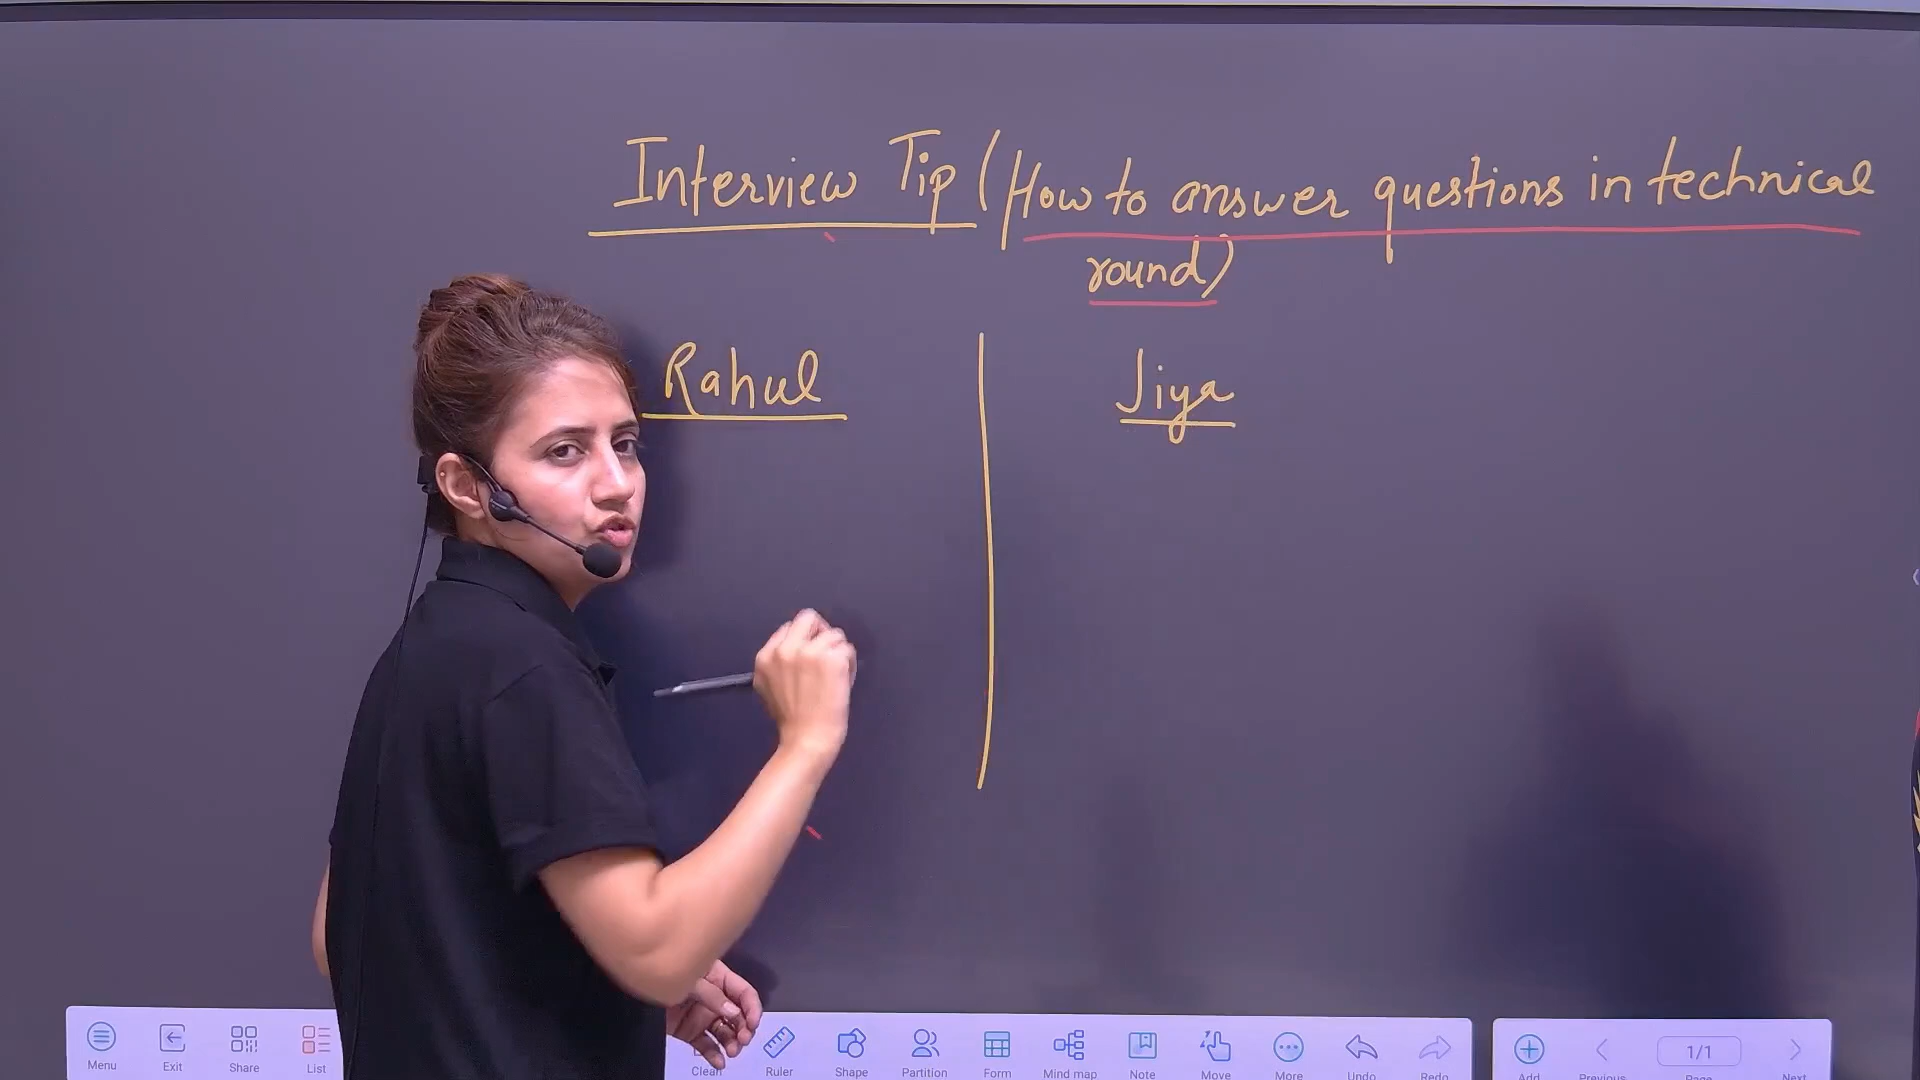 Interview Tip (How to answer questions in technical
round)
Rahul
Jiya
Menu Exit Share List Clean Ruler Shape Partition Form Mind map Note Move More Undo Redo Add Previous 1/1 Page Next